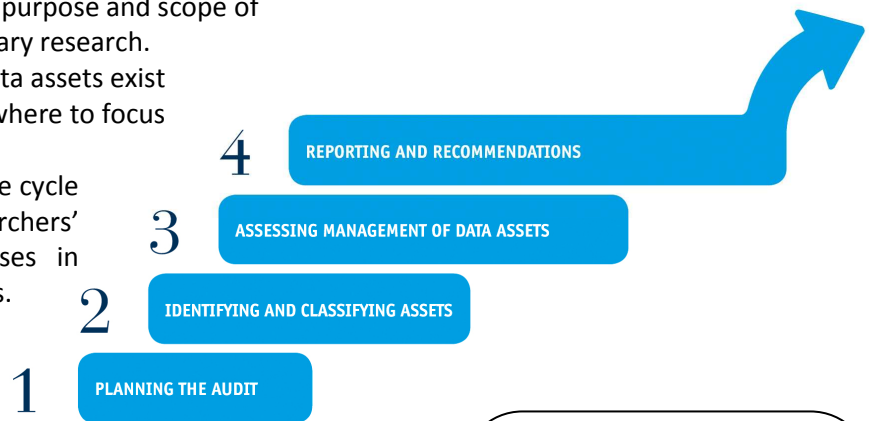 purpose and scope of
ary research.
ta assets exist
where to focus
e cycle
rchers’
ses in
s.
4 REPORTING AND RECOMMENDATIONS
3 ASSESSING MANAGEMENT OF DATA ASSETS
2 IDENTIFYING AND CLASSIFYING ASSETS
1 PLANNING THE AUDIT